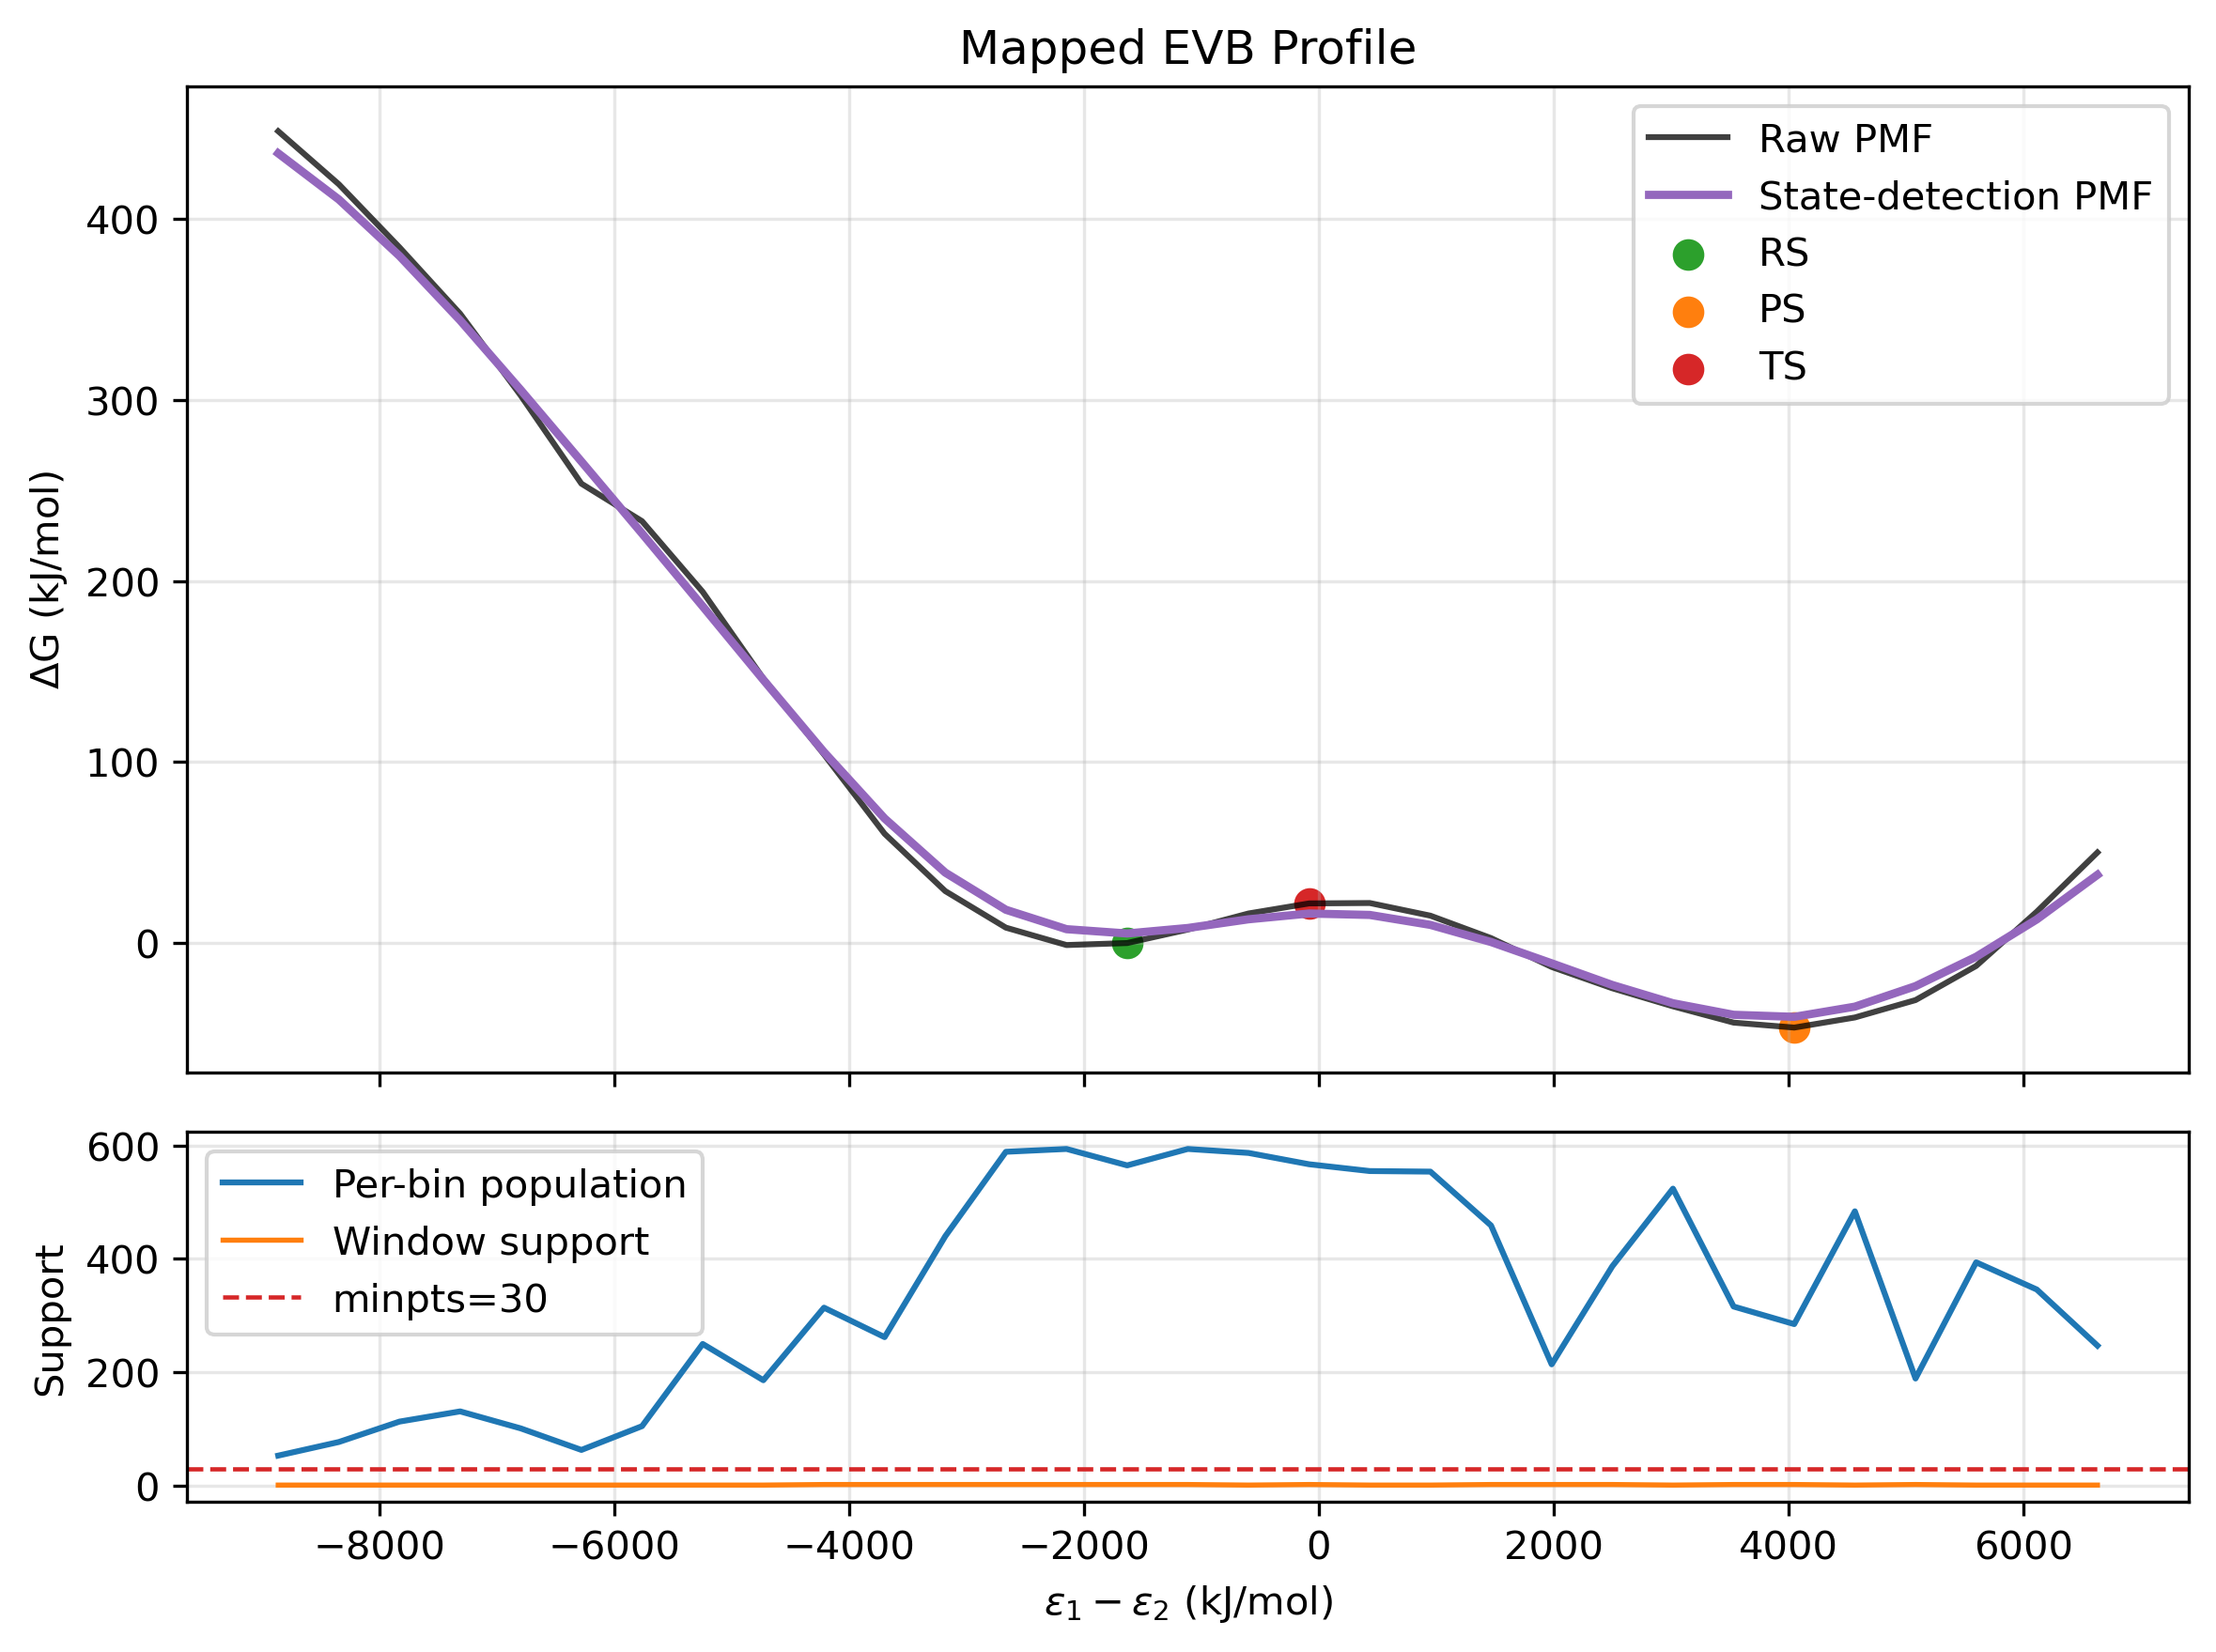 Mapped EVB Profile
Raw PMF
State-detection PMF
RS
PS
TS
ΔG (kJ/mol)
400
300
200
100
0
Per-bin population
Window support
minpts=30
Support
600
400
200
0
−8000
−6000
−4000
−2000
0
2000
4000
6000
ε₁ − ε₂ (kJ/mol)